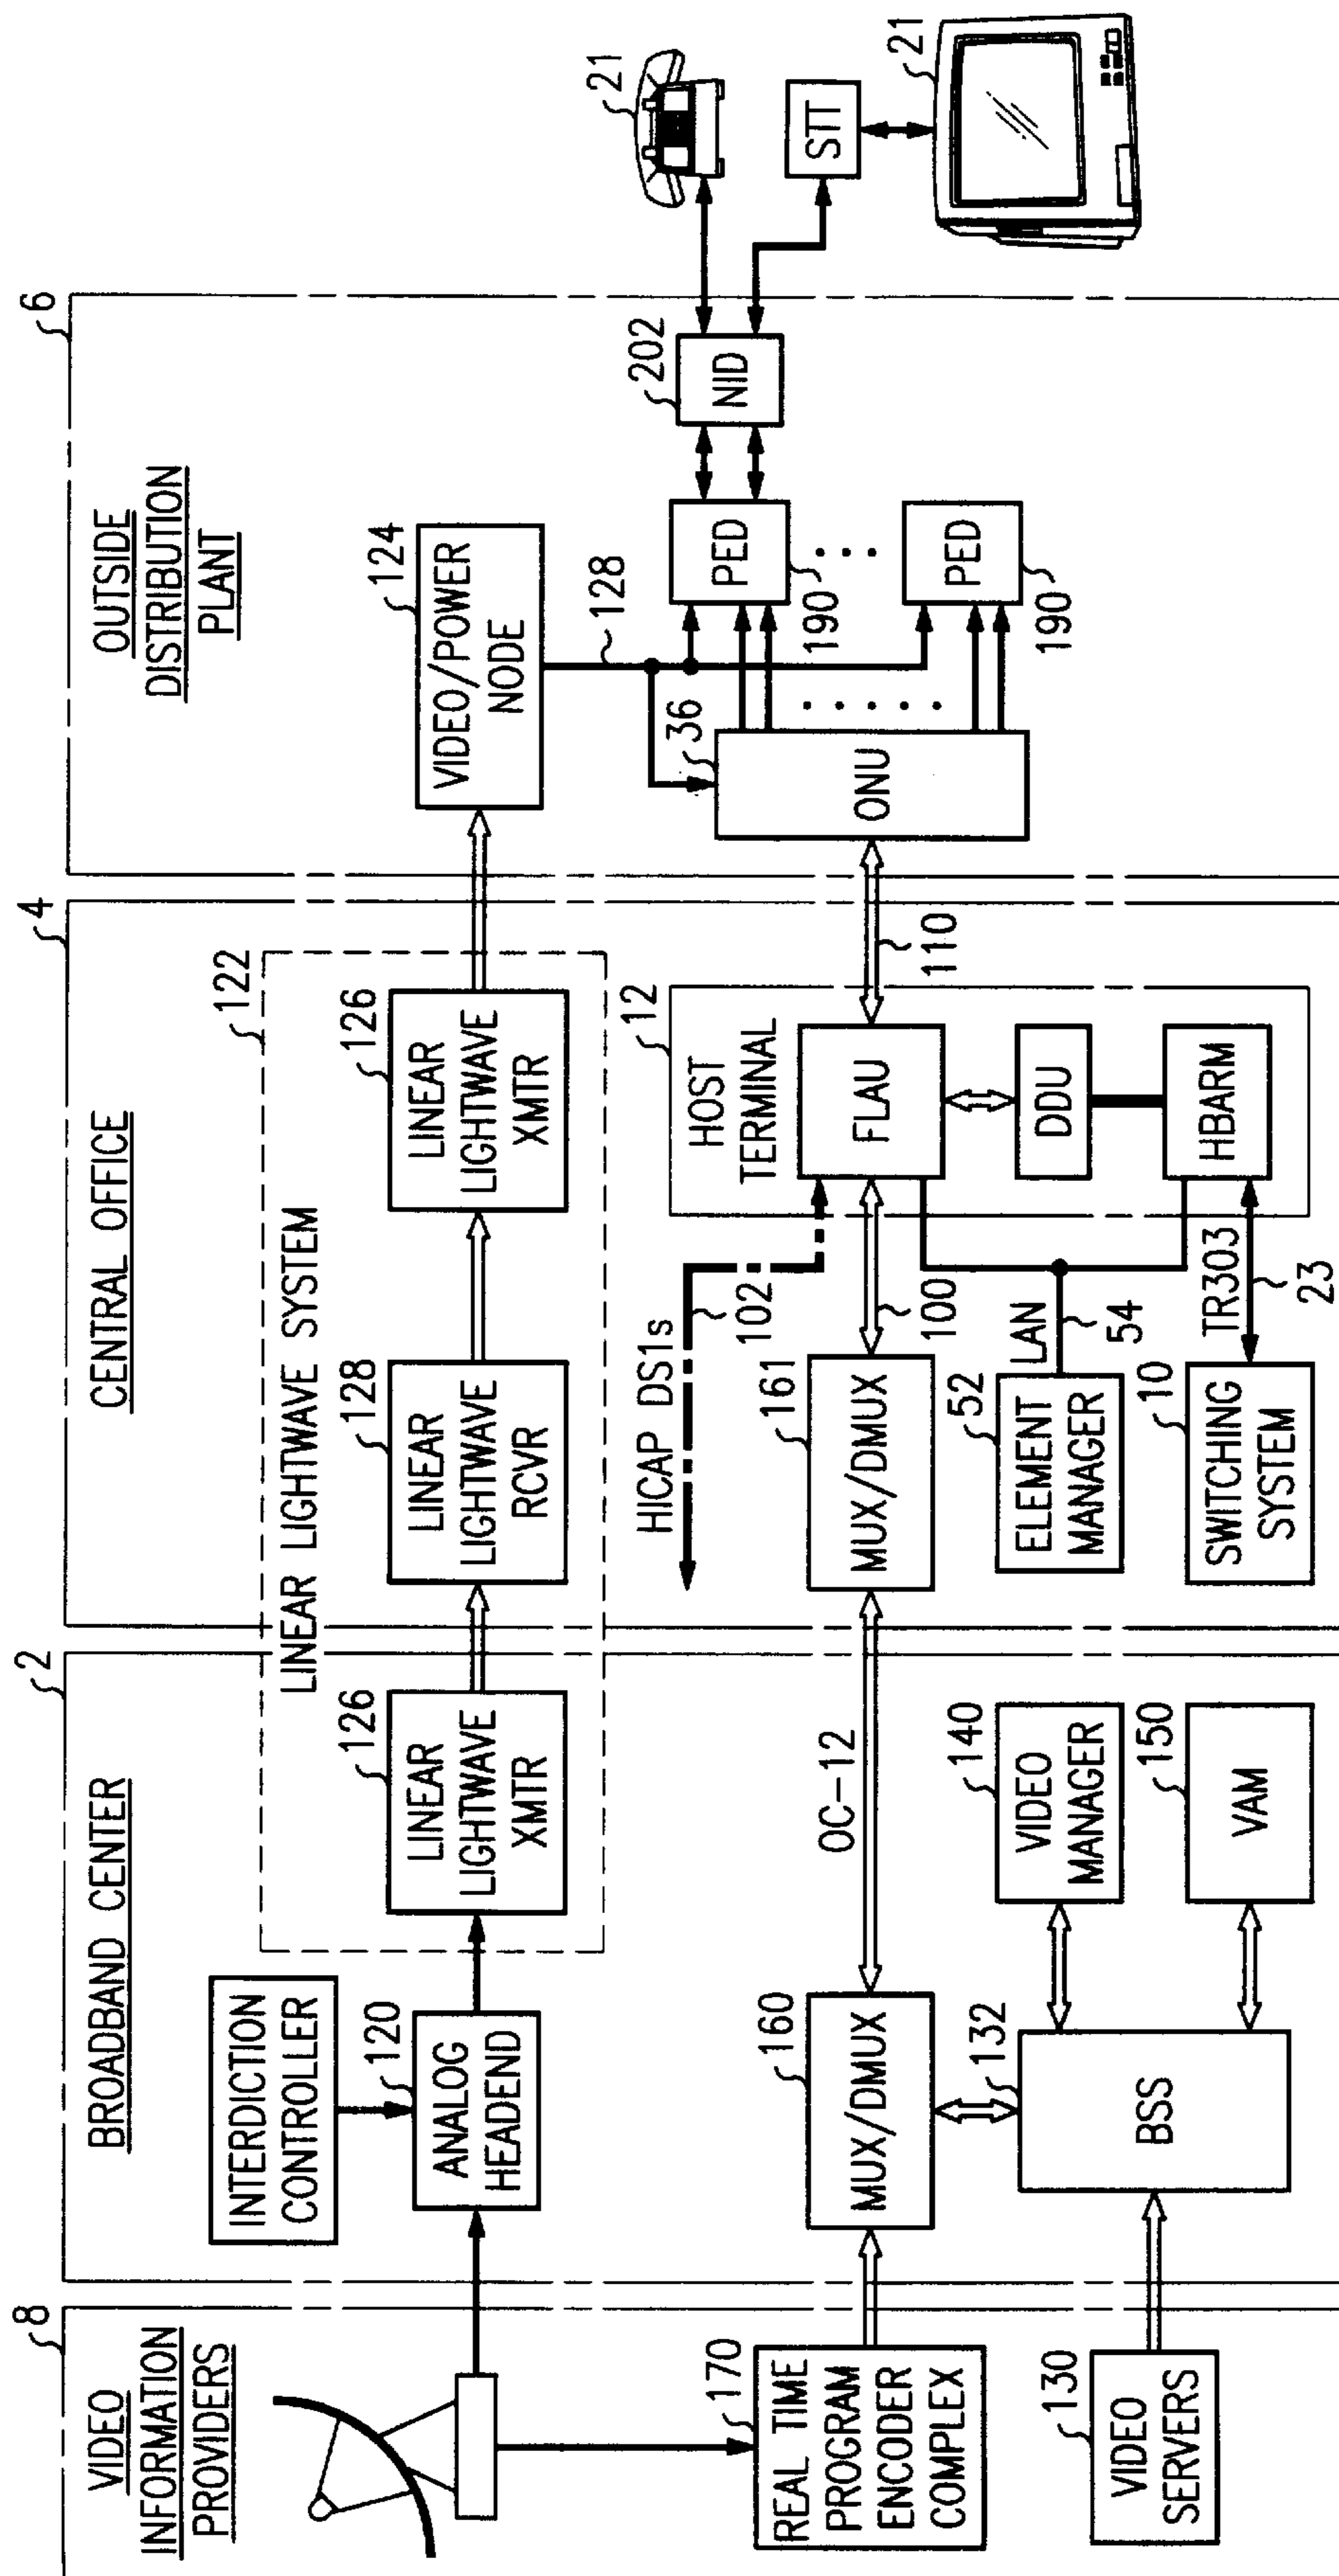 8
VIDEO
INFORMATION
PROVIDERS
170
REAL TIME
PROGRAM
ENCODER
COMPLEX
130
VIDEO
SERVERS
2
BROADBAND CENTER
INTERDICTION
CONTROLLER
120
ANALOG
HEADEND
126
LINEAR
LIGHTWAVE
XMTR
160
MUX/DMUX
132
BSS
OC-12
140
VIDEO
MANAGER
150
VAM
4
CENTRAL OFFICE
122
LINEAR LIGHTWAVE SYSTEM
128
LINEAR
LIGHTWAVE
RCVR
126
LINEAR
LIGHTWAVE
XMTR
HICAP DS1s
102
161
MUX/DMUX
100
52
ELEMENT
MANAGER
LAN
54
10
SWITCHING
SYSTEM
TR303
23
12
HOST
TERMINAL
FLAU
DDU
HBARM
110
6
OUTSIDE
DISTRIBUTION
PLANT
124
VIDEO/POWER
NODE
128
36
ONU
PED
190
PED
190
202
NID
21
STT
21